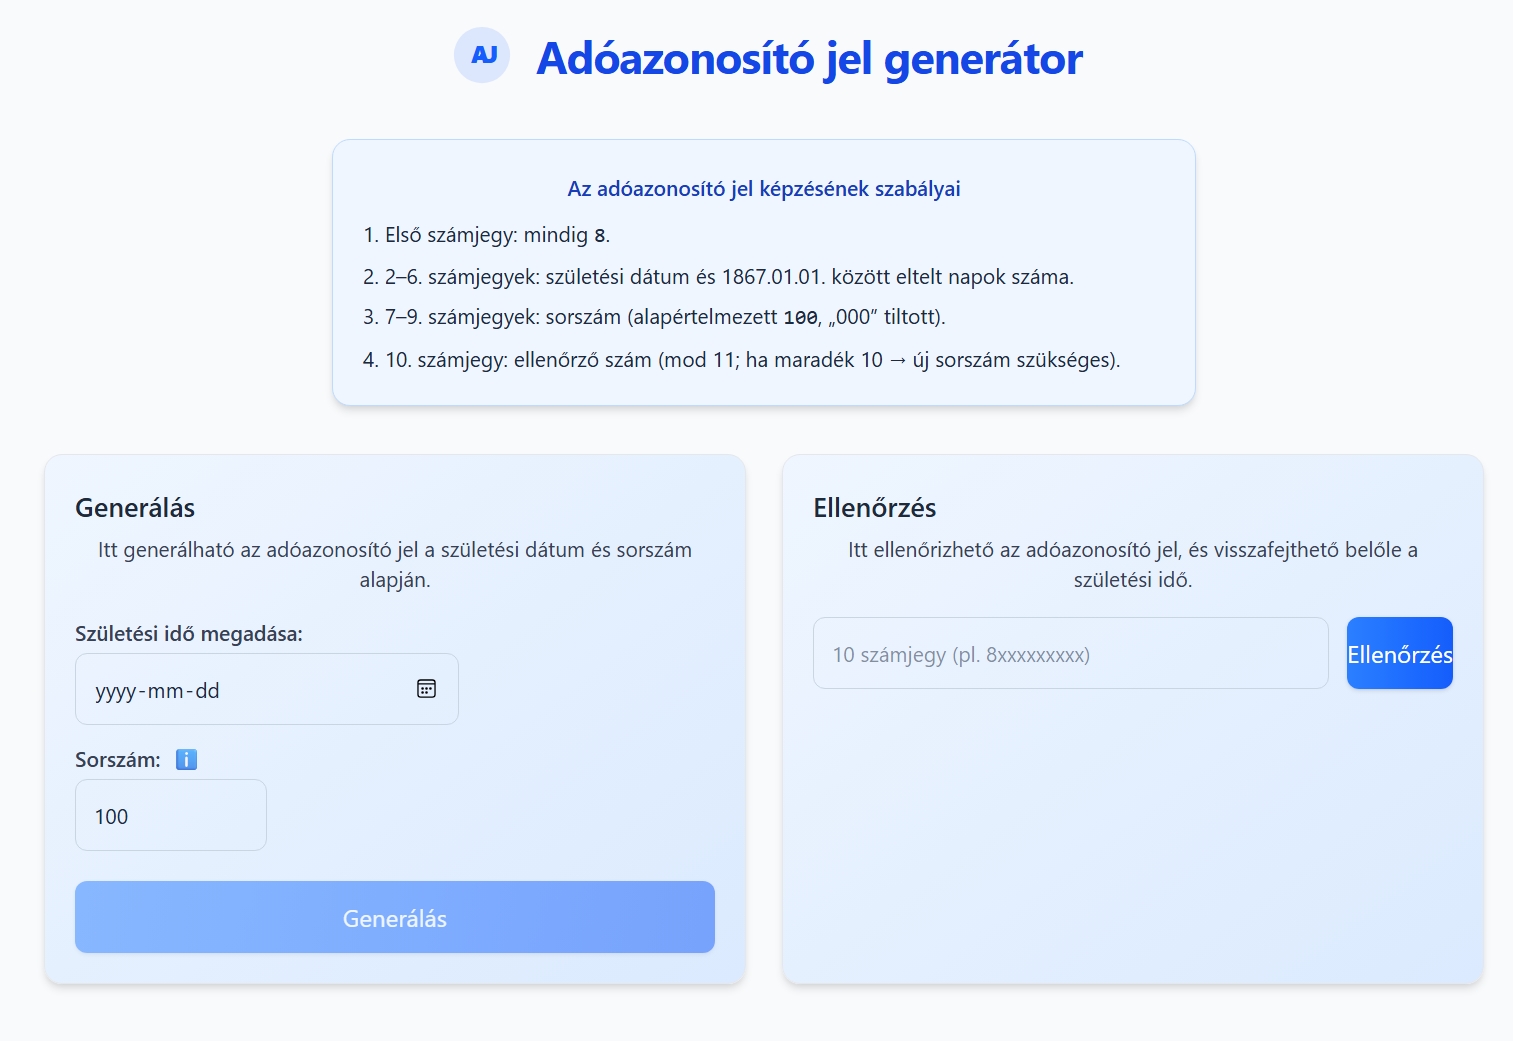 AJ
Adóazonosító jel generátor
Az adóazonosító jel képzésének szabályai
1. Első számjegy: mindig 8.
2. 2–6. számjegyek: születési dátum és 1867.01.01. között eltelt napok száma.
3. 7–9. számjegyek: sorszám (alapértelmezett 100, „000” tiltott).
4. 10. számjegy: ellenőrző szám (mod 11; ha maradék 10 → új sorszám szükséges).
Generálás
Itt generálható az adóazonosító jel a születési dátum és sorszám
alapján.
Születési idő megadása:
yyyy-mm-dd
Sorszám: ℹ️
100
Generálás
Ellenőrzés
Itt ellenőrizhető az adóazonosító jel, és visszafejthető belőle a
születési idő.
10 számjegy (pl. 8xxxxxxxxx)
Ellenőrzés